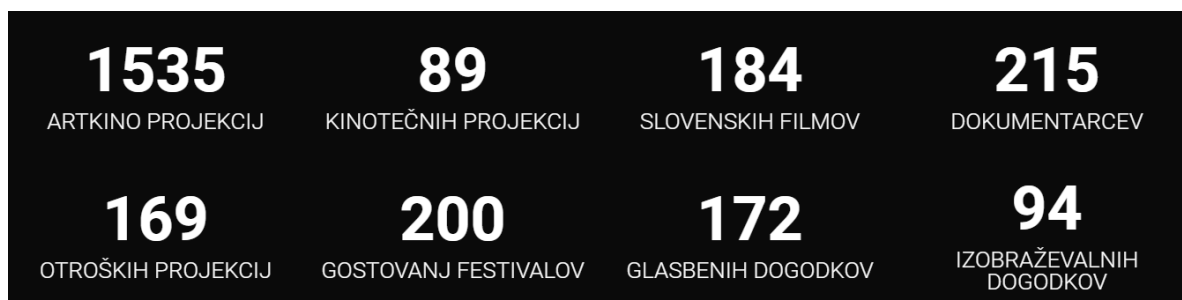 1535
ARTKINO PROJEKCIJ
89
KINOTEČNIH PROJEKCIJ
184
SLOVENSKIH FILMOV
215
DOKUMENTARCEV
169
OTROŠKIH PROJEKCIJ
200
GOSTOVANJ FESTIVALOV
172
GLASBENIH DOGODKOV
94
IZOBRAŽEVALNIH
DOGODKOV